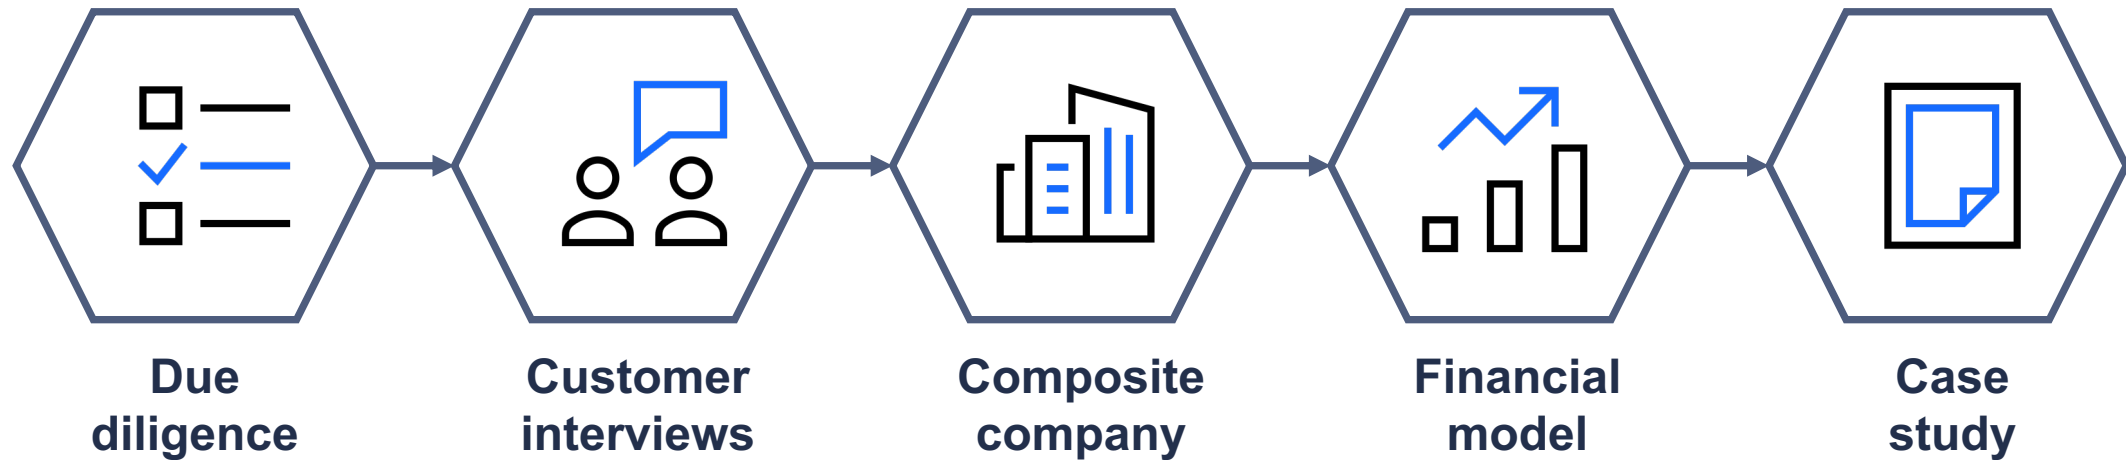 Due
diligence
Customer
interviews
Composite
company
Financial
model
Case
study